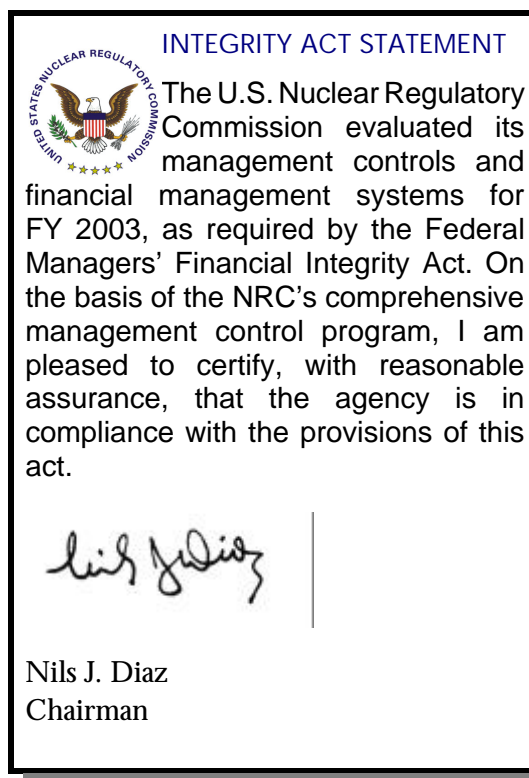 INTEGRITY ACT STATEMENT
UNITED STATES NUCLEAR REGULATORY COMMISSION
The U.S. Nuclear Regulatory
Commission evaluated its
management controls and
financial management systems for
FY 2003, as required by the Federal
Managers’ Financial Integrity Act. On
the basis of the NRC’s comprehensive
management control program, I am
pleased to certify, with reasonable
assurance, that the agency is in
compliance with the provisions of this
act.
Nils J. Diaz
Nils J. Diaz
Chairman